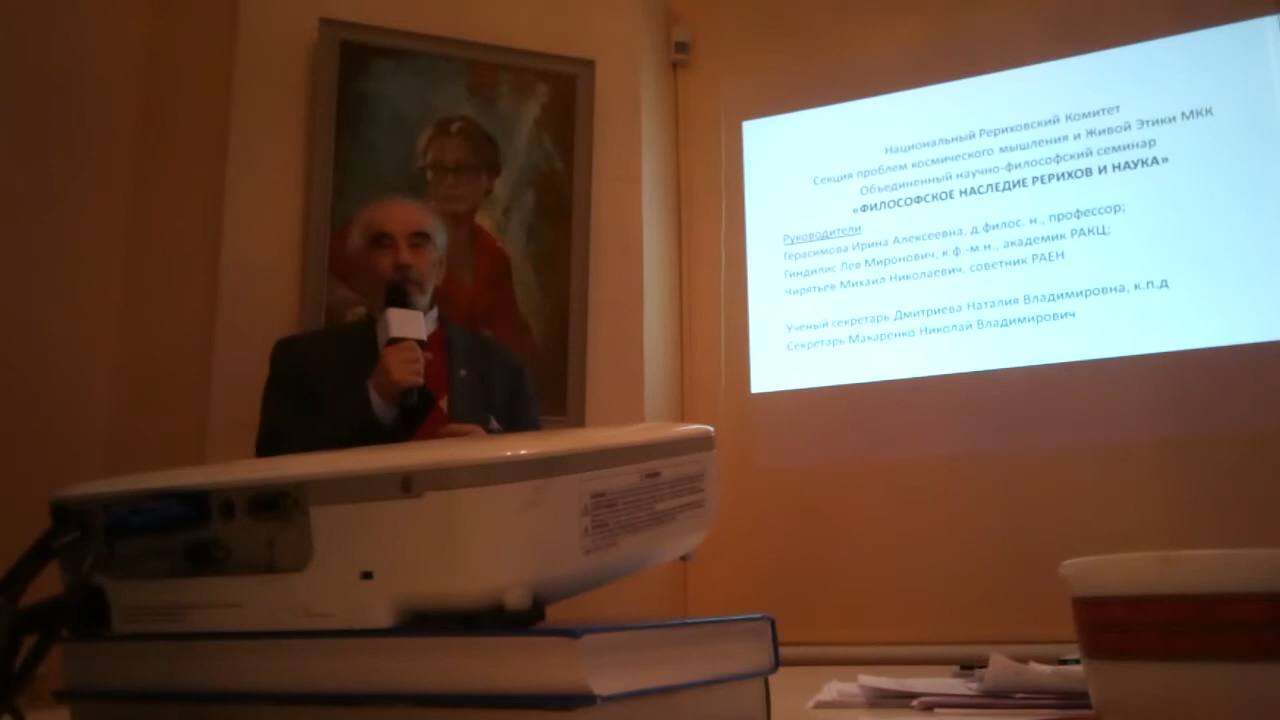 Национальный Рериховский Комитет
Секция проблем космического мышления и Живой Этики МКК
Объединенный научно-философский семинар
«ФИЛОСОФСКОЕ НАСЛЕДИЕ РЕРИХОВ И НАУКА»
Руководители
Герасимова Ирина Алексеевна, д.филос. н., профессор;
Гиндилис Лев Миронович, к.ф.-м.н., академик РАКЦ;
Чирятьев Михаил Николаевич, советник РАЕН
Ученый секретарь Дмитриева Наталия Владимировна, к.п.д
Секретарь Макаренко Николай Владимирович